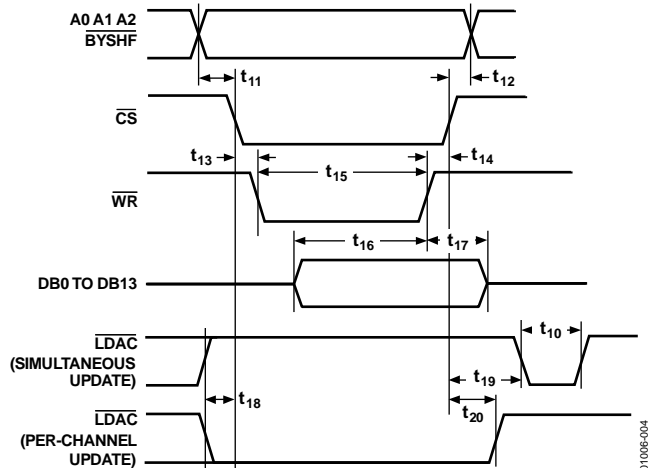 A0 A1 A2
BYSHF
t11
t12
CS
t13
t14
t15
WR
t16
t17
DB0 TO DB13
LDAC
(SIMULTANEOUS
UPDATE)
t10
t19
t18
t20
LDAC
(PER-CHANNEL
UPDATE)
01006-004